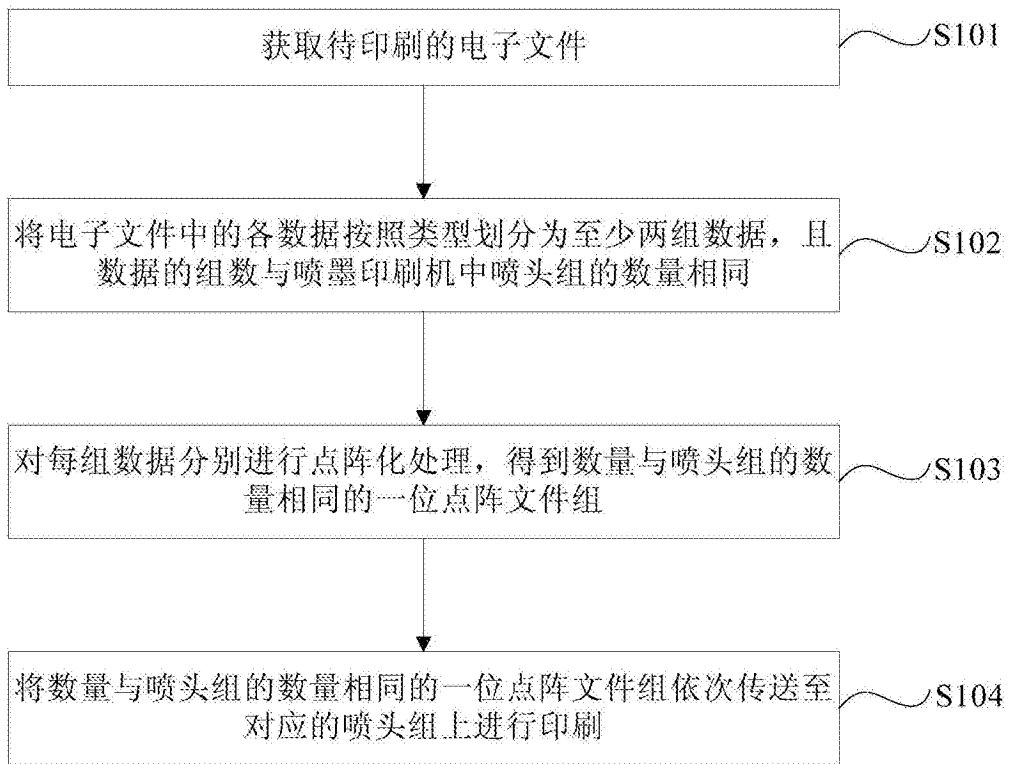 获取待印刷的电子文件
S101
将电子文件中的各数据按照类型划分为至少两组数据，且
数据的组数与喷墨印刷机中喷头组的数量相同
S102
对每组数据分别进行点阵化处理，得到数量与喷头组的数
量相同的一位点阵文件组
S103
将数量与喷头组的数量相同的一位点阵文件组依次传送至
对应的喷头组上进行印刷
S104